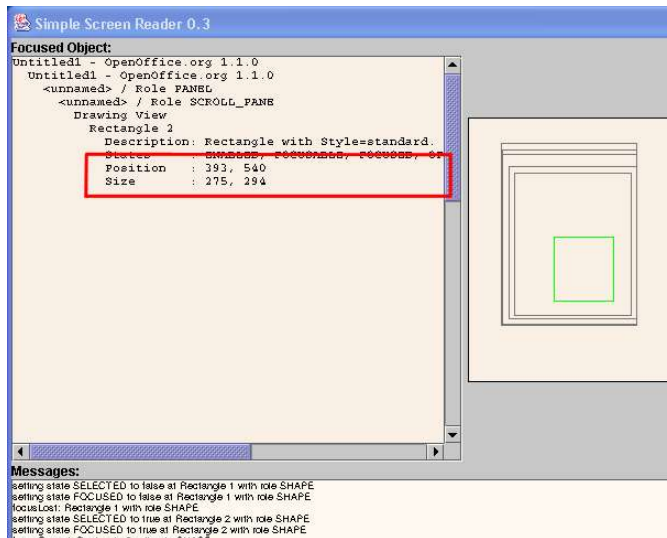 Simple Screen Reader 0.3
Focused Object:
Untitled1 - OpenOffice.org 1.1.0
Untitled1 - OpenOffice.org 1.1.0
<unnamed> / Role PANEL
<unnamed> / Role SCROLL_PANE
Drawing View
Rectangle 2
Description: Rectangle with Style=standard.
States : ENABLED, FOCUSABLE, FOCUSED, OP
Position : 393, 540
Size : 275, 294
Messages:
setting state SELECTED to false at Rectangle 1 with role SHAPE
setting state FOCUSED to false at Rectangle 1 with role SHAPE
focusLost: Rectangle 1 with role SHAPE
setting state SELECTED to true at Rectangle 2 with role SHAPE
setting state FOCUSED to true at Rectangle 2 with role SHAPE